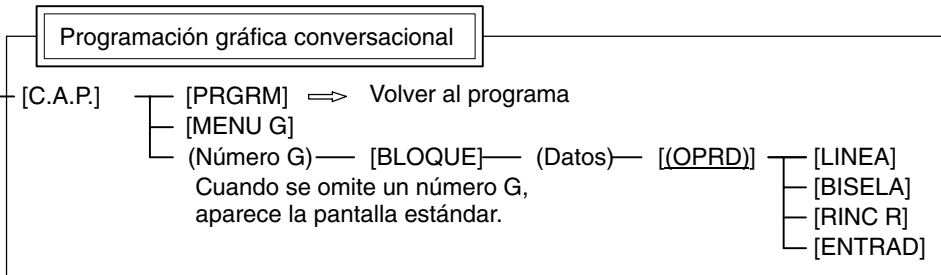 Programación gráfica conversacional
[C.A.P.] [PRGRM] Volver al programa
[MENU G]
(Número G) [BLOQUE] (Datos) [(OPRD)] [LINEA]
Cuando se omite un número G, [BISELA]
aparece la pantalla estándar. [RINC R]
[ENTRAD]